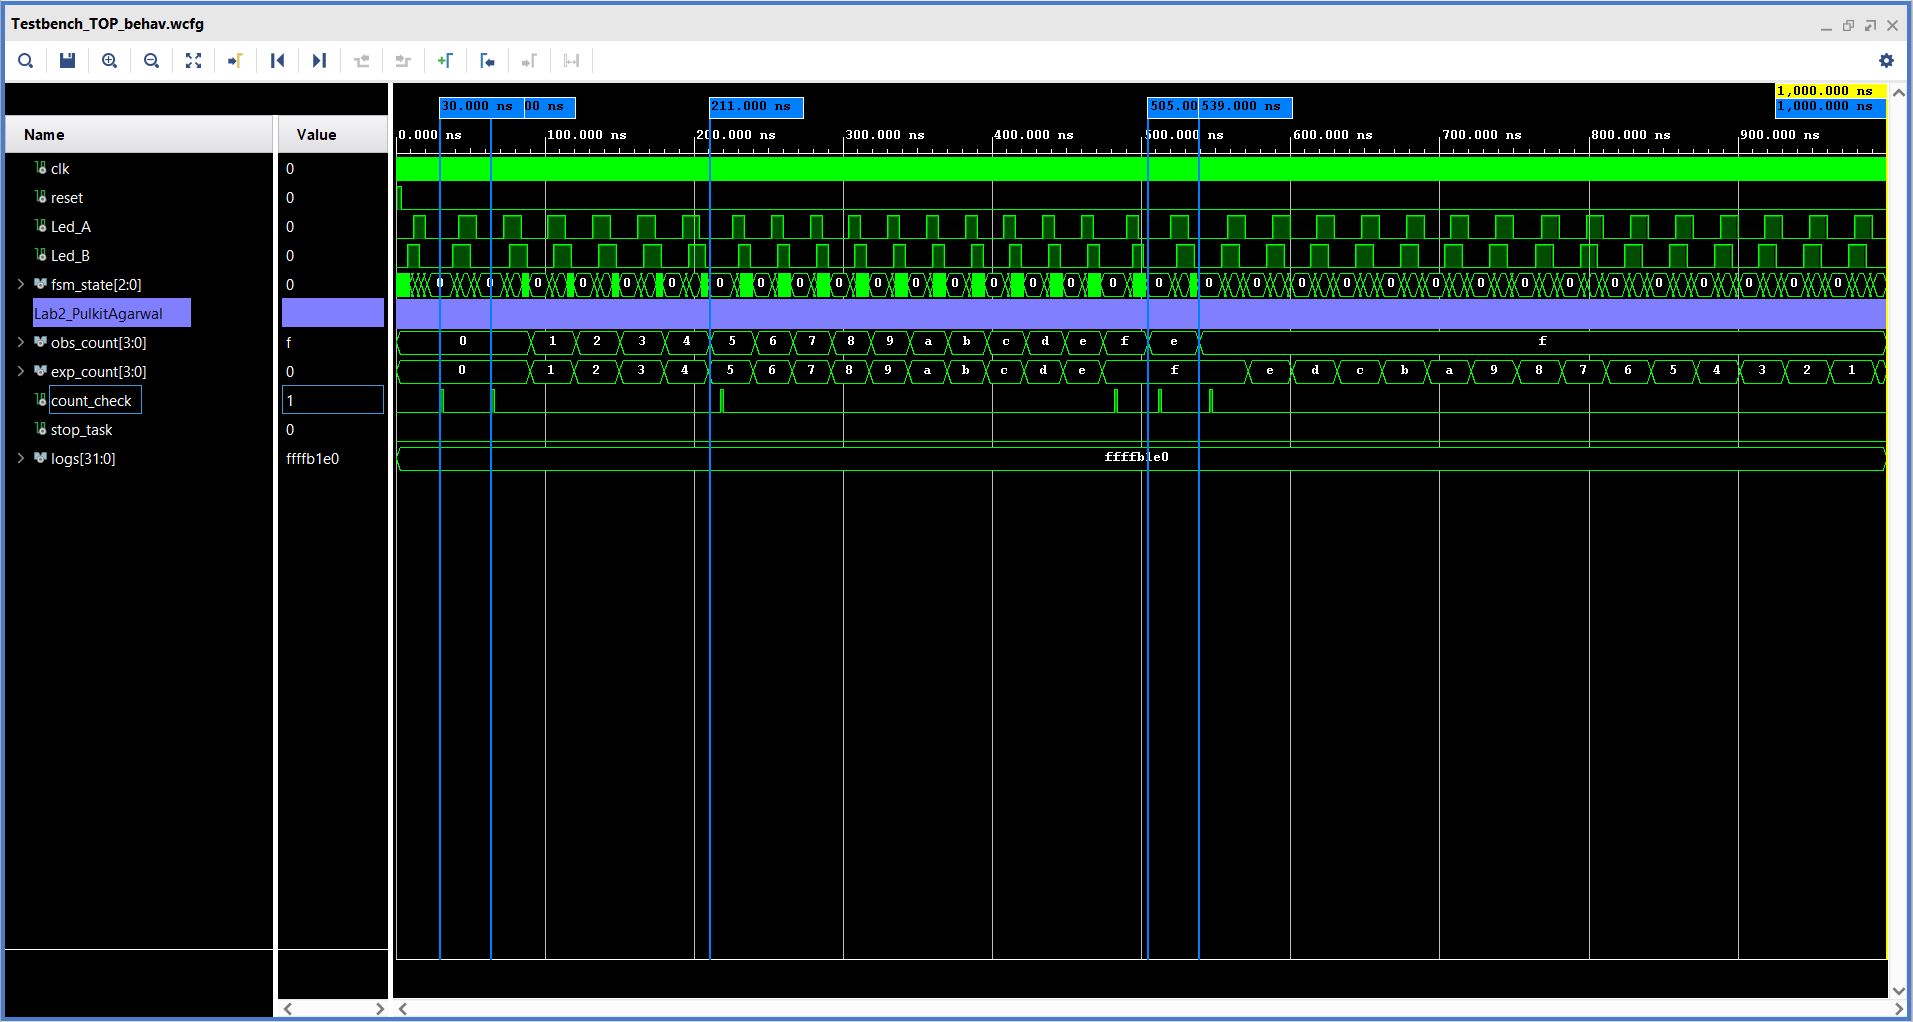 Testbench_TOP_behav.wcfg
1,000.000 ns
30.000 ns 00 ns 211.000 ns 505.00 539.000 ns 1,000.000 ns
Name Value 0.000 ns 100.000 ns 200.000 ns 300.000 ns 400.000 ns 500.000 ns 600.000 ns 700.000 ns 800.000 ns 900.000 ns
clk 0
reset 0
Led_A 0
Led_B 0
fsm_state[2:0] 0 0 0 0 0 0 0 0 0 0 0 0 0 0 0 0 0 0 0 0 0 0 0 0 0 0 0 0 0 0 0 0 0 0
Lab2_PulkitAgarwal
obs_count[3:0] f 0 1 2 3 4 5 6 7 8 9 a b c d e f e f
exp_count[3:0] 0 0 1 2 3 4 5 6 7 8 9 a b c d e f e d c b a 9 8 7 6 5 4 3 2 1
count_check 1
stop_task 0
logs[31:0] ffffb1e0 ffffb1e0